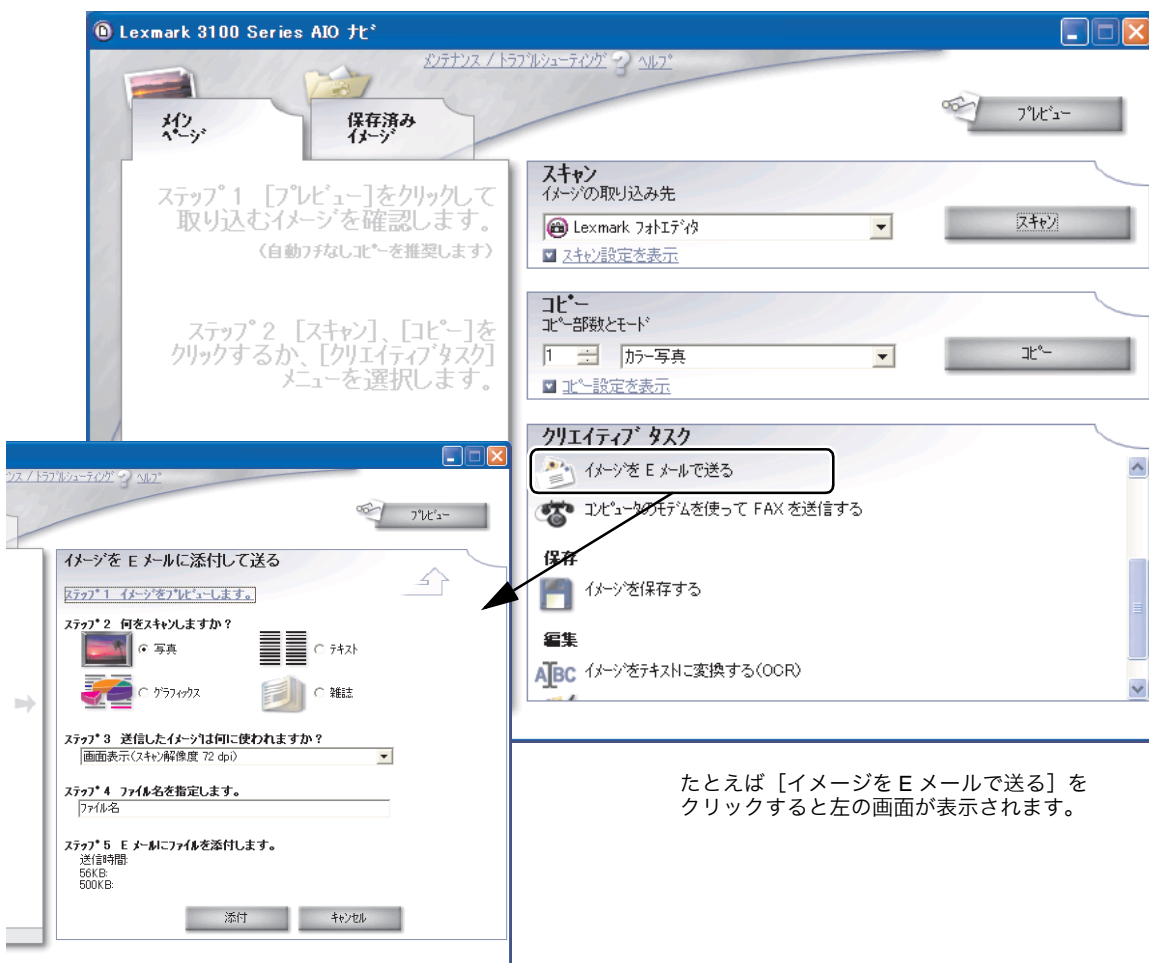 Lexmark 3100 Series AIO ナビ
メンテナンス / トラブルシューティング ヘルプ
メイン
ページ
保存済み
イメージ
プレビュー
ステップ 1 [プレビュー]をクリックして
取り込むイメージを確認します。
(自動フチなしコピーを推奨します)
ステップ 2 [スキャン]、[コピー]を
クリックするか、[クリエイティブタスク]
メニューを選択します。
スキャン
イメージの取り込み先
Lexmark フォトエディタ
スキャン
スキャン設定を表示
コピー
コピー部数とモード
1 カラー写真
コピー
コピー設定を表示
クリエイティブ タスク
イメージを E メールで送る
コンピュータのモデムを使って FAX を送信する
保存
イメージを保存する
編集
イメージをテキストに変換する(OCR)
ンス / トラブルシューティング ヘルプ
プレビュー
イメージを E メールに添付して送る
ステップ 1 イメージをプレビューします。
ステップ 2 何をスキャンしますか?
写真
テキスト
グラフィックス
雑誌
ステップ 3 送信したイメージは何に使われますか?
画面表示(スキャン解像度 72 dpi)
ステップ 4 ファイル名を指定します。
ファイル名
ステップ 5 E メールにファイルを添付します。
送信時間:
56KB:
500KB:
添付 キャンセル
たとえば[イメージを E メールで送る]を
クリックすると左の画面が表示されます。